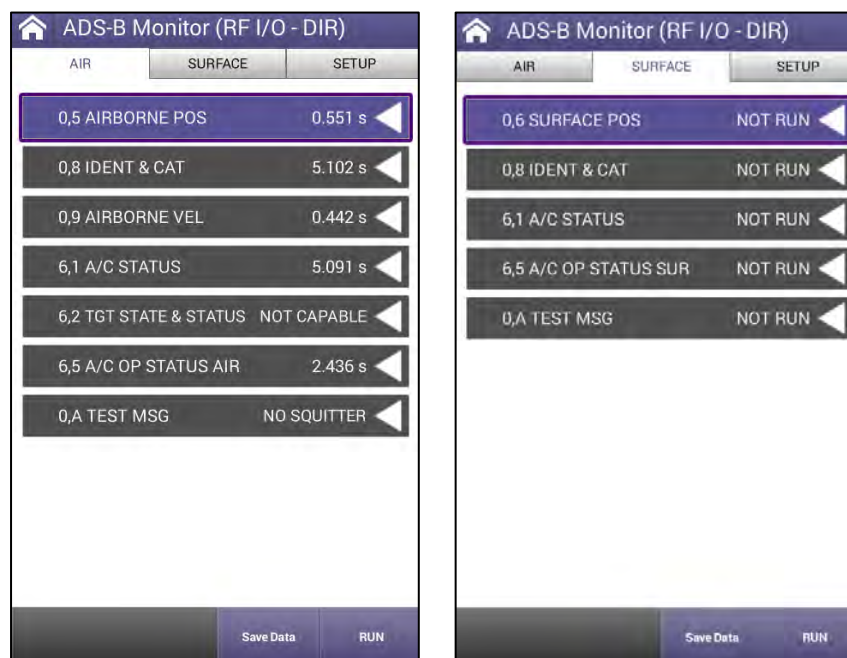 ADS-B Monitor (RF I/O - DIR)
AIR SURFACE SETUP
0,5 AIRBORNE POS 0.551 s
0,8 IDENT & CAT 5.102 s
0,9 AIRBORNE VEL 0.442 s
6,1 A/C STATUS 5.091 s
6,2 TGT STATE & STATUS NOT CAPABLE
6,5 A/C OP STATUS AIR 2.436 s
0,A TEST MSG NO SQUITTER
Save Data RUN
ADS-B Monitor (RF I/O - DIR)
AIR SURFACE SETUP
0,6 SURFACE POS NOT RUN
0,8 IDENT & CAT NOT RUN
6,1 A/C STATUS NOT RUN
6,5 A/C OP STATUS SUR NOT RUN
0,A TEST MSG NOT RUN
Save Data RUN